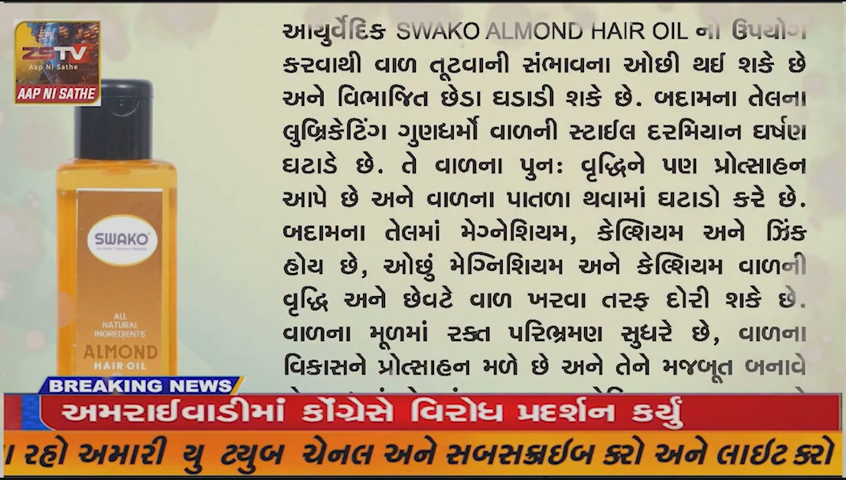 ZSTV
Aap Ni Sathe
AAP NI SATHE
આયુર્વેદિક SWAKO ALMOND HAIR OIL નો ઉપયોગ
કરવાથી વાળ તૂટવાની સંભાવના ઓછી થઇ શકે છે
અને વિભાજિત છેડા ઘડાડી શકે છે. બદામના તેલના
લુબ્રિકેટિંગ ગુણધર્મો વાળની સ્ટાઈલ દરમિયાન ઘર્ષણ
ઘટાડે છે. તે વાળના પુનઃ વૃદ્ધિને પણ પ્રોત્સાહન
આપે છે અને વાળના પાતળા થવામાં ઘટાડો કરે છે.
બદામના તેલમાં મેગ્નેશિયમ, કેલ્શિયમ અને ઝિંક
હોય છે, ઓછું મેગ્નિશિયમ અને કેલ્શિયમ વાળની
વૃદ્ધિ અને છેવટે વાળ ખરવા તરફ દોરી શકે છે.
વાળના મૂળમાં રક્ત પરિભ્રમણ સુધરે છે, વાળના
વિકાસને પ્રોત્સાહન મળે છે અને તેને મજબૂત બનાવે
SWAKO
ALL
NATURAL
INGREDIENTS
ALMOND
HAIR OIL
BREAKING NEWS
અમરાઈવાડીમાં કોંગ્રેસે વિરોધ પ્રદર્શન કર્યું
રહો અમારી યુ ટ્યુબ ચેનલ અને સબસક્રાઇબ કરો અને લાઇટ કરો